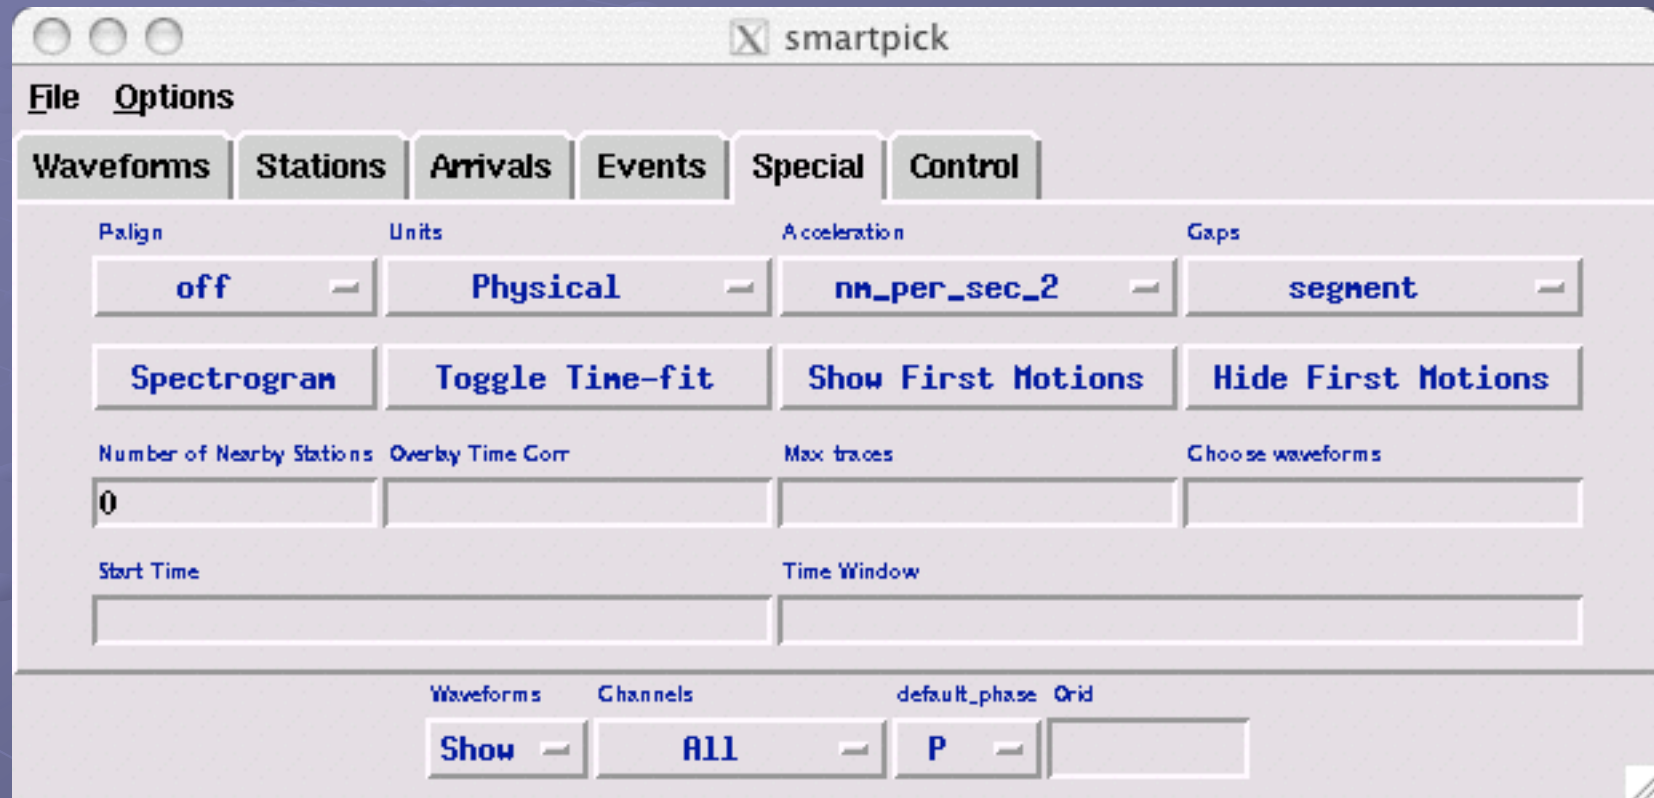 smartpick
File Options
Waveforms Stations Arrivals Events Special Control
Palign Units Acceleration Gaps
off Physical nm_per_sec_2 segment
Spectrogram Toggle Time-fit Show First Motions Hide First Motions
Number of Nearby Stations Overlay Time Corr Max traces Choose waveforms
0
Start Time Time Window
Waveforms Channels default_phase Orid
Show All P